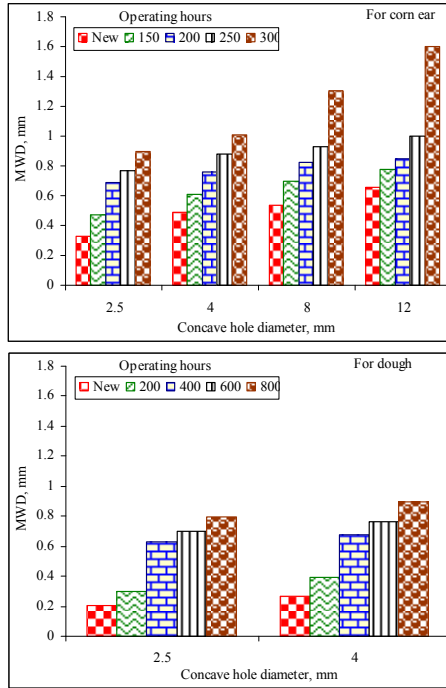 Operating hours
For corn ear
New 150 200 250 300
1.8
1.6
1.4
1.2
1
0.8
0.6
0.4
0.2
0
MWD, mm
2.5 4 8 12
Concave hole diameter, mm
Operating hours
For dough
New 200 400 600 800
1.8
1.6
1.4
1.2
1
0.8
0.6
0.4
0.2
0
MWD, mm
2.5 4
Concave hole diameter, mm